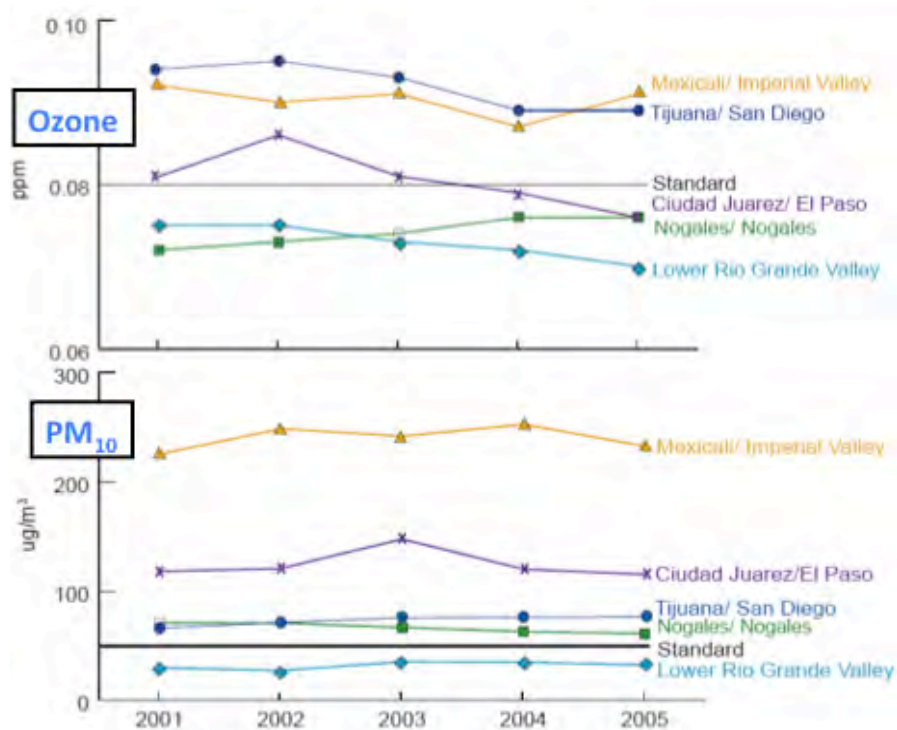 0.10
Mexicali/ Imperial Valley
Ozone
Tijuana/ San Diego
ppm
0.08
Standard
Ciudad Juarez/ El Paso
Nogales/ Nogales
Lower Rio Grande Valley
0.06
300
PM10
Mexicali/ Imperial Valley
200
ug/m³
Ciudad Juarez/El Paso
100
Tijuana/ San Diego
Nogales/ Nogales
Standard
Lower Rio Grande Valley
0
2001 2002 2003 2004 2005